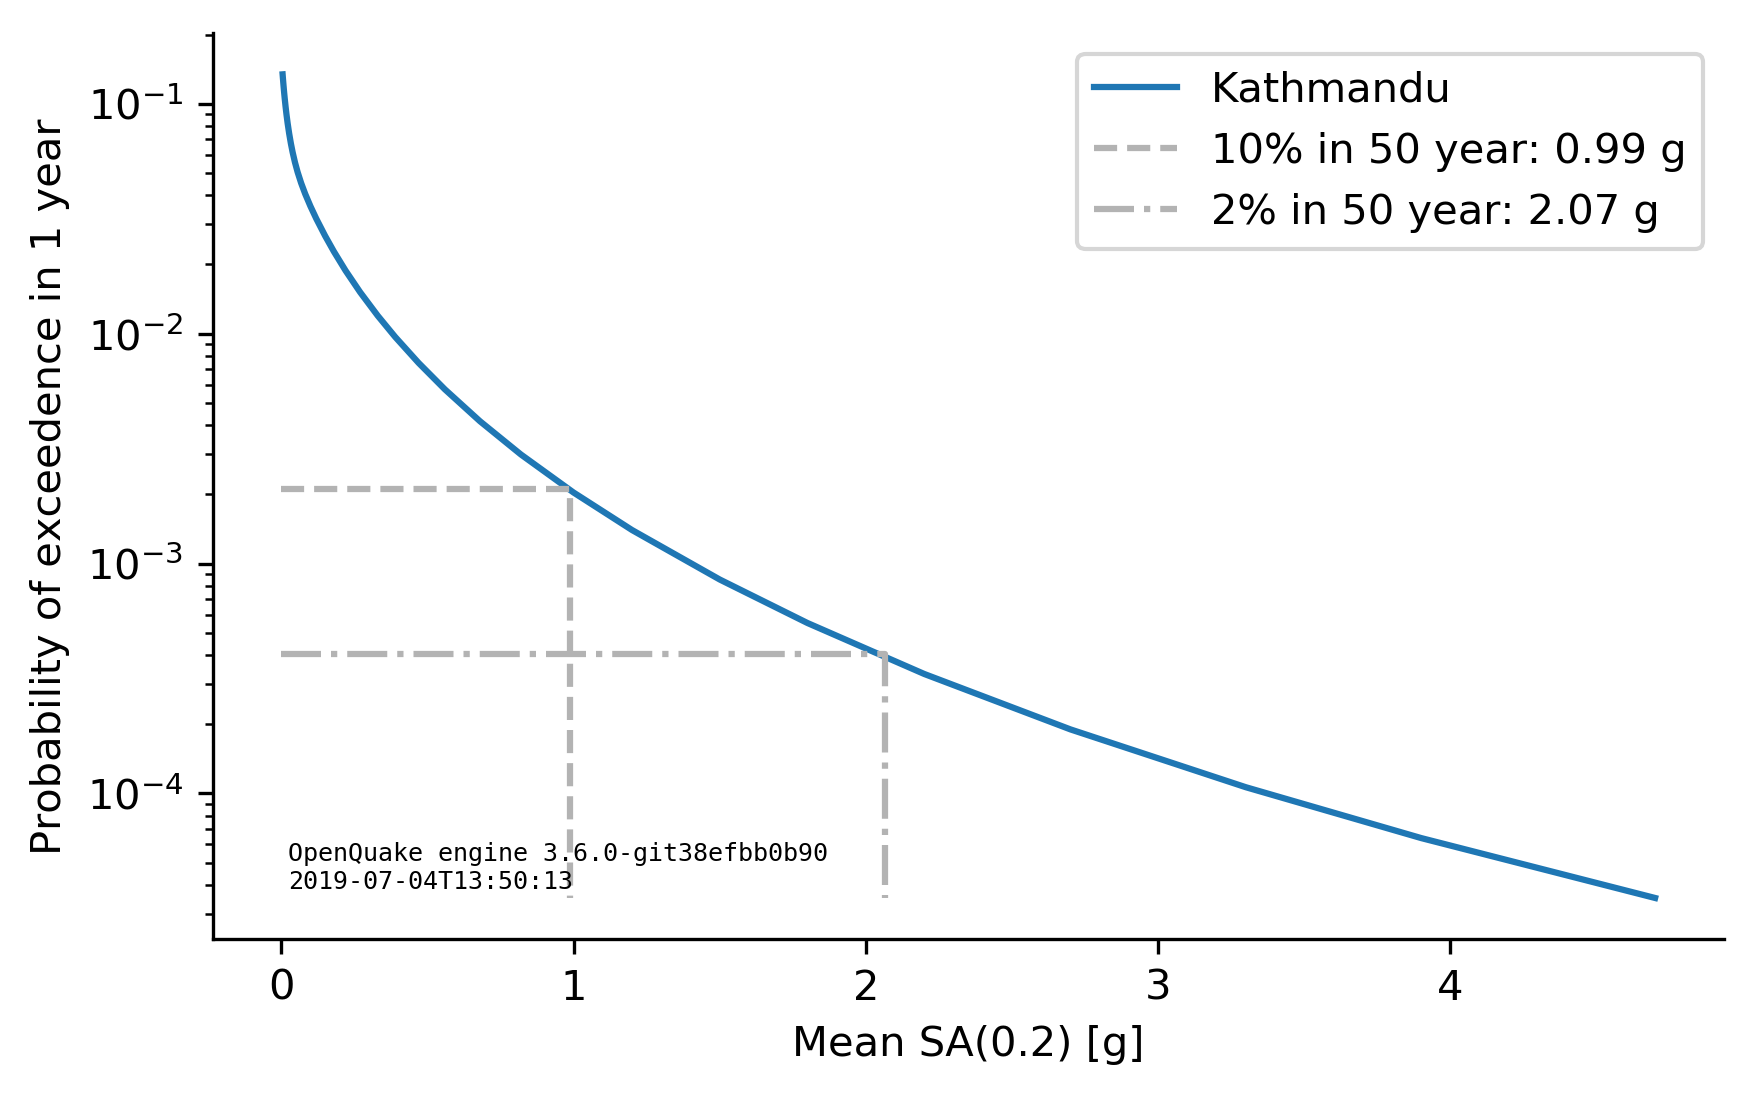 Probability of exceedence in 1 year
10⁻¹
10⁻²
10⁻³
10⁻⁴
Kathmandu
10% in 50 year: 0.99 g
2% in 50 year: 2.07 g
OpenQuake engine 3.6.0-git38efbb0b90
2019-07-04T13:50:13
0 1 2 3 4
Mean SA(0.2) [g]